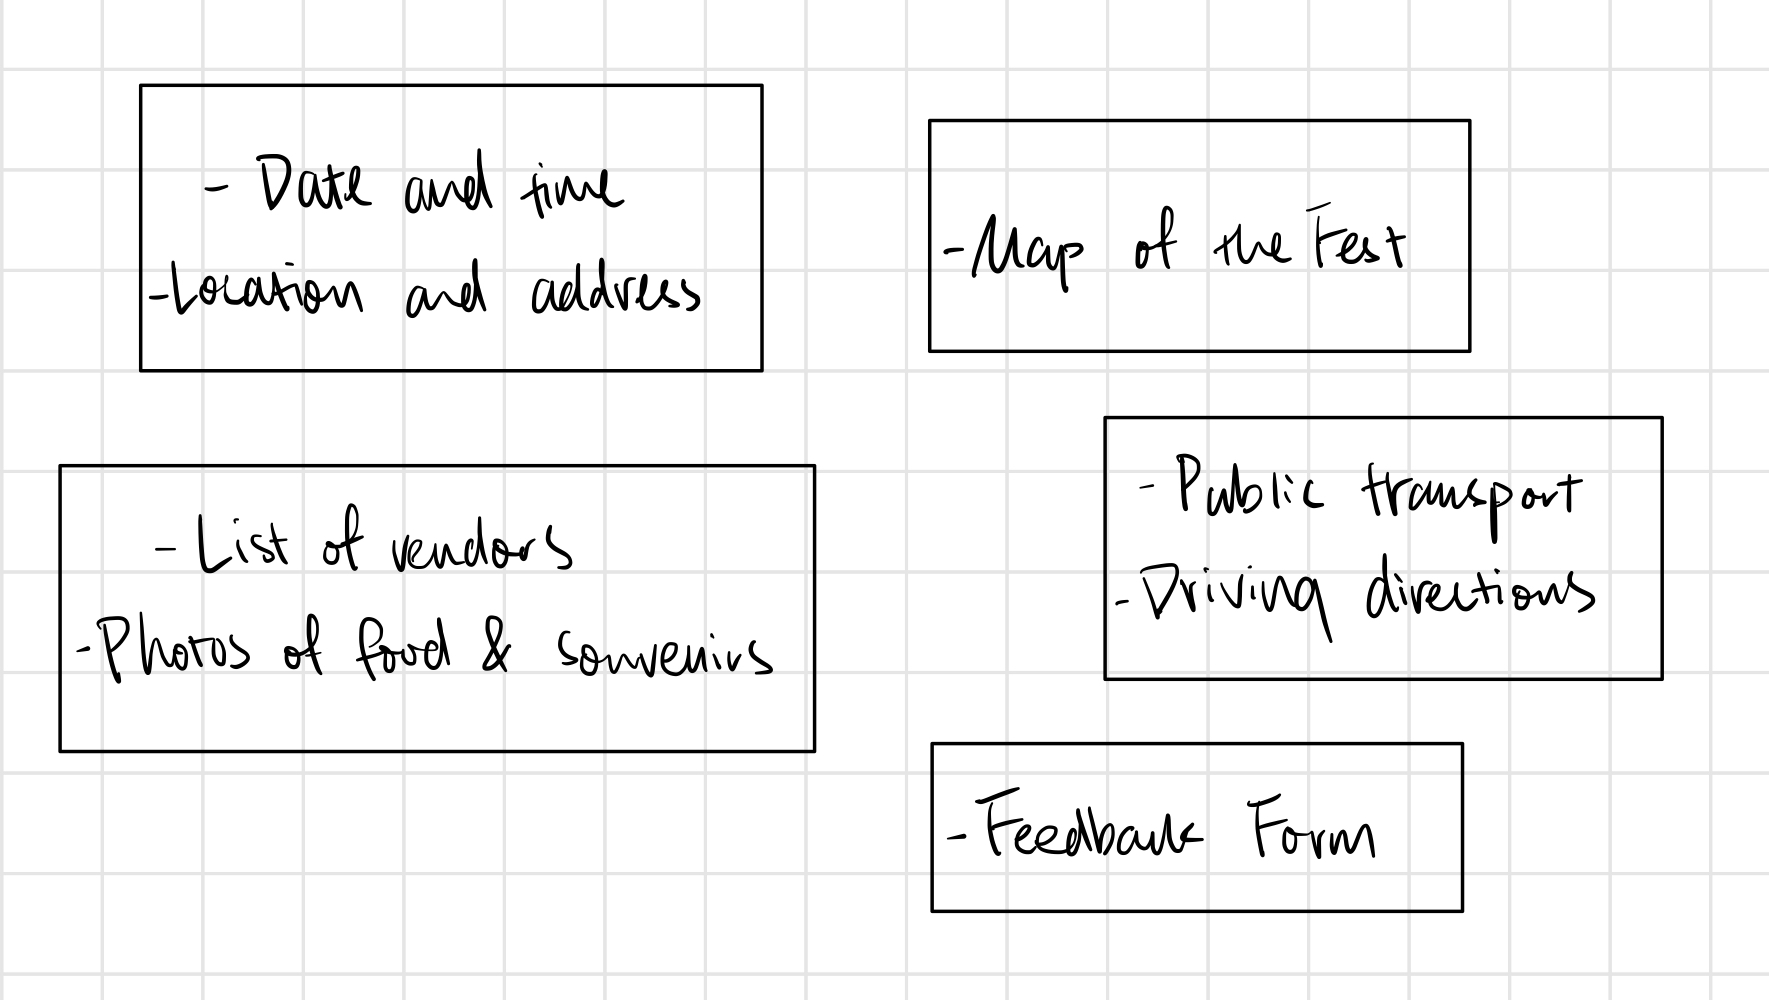 - Date and time
- Location and address
- Map of the Fest
- List of vendors
- Photos of food & souvenirs
- Public transport
- Driving directions
- Feedback Form